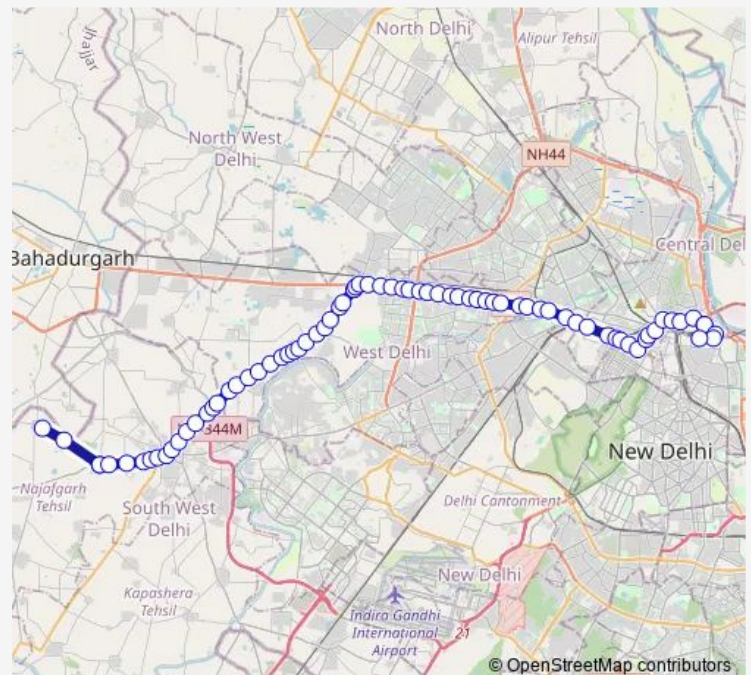 North Delhi
Alipur Tehsil
Jhajjar
North West
Delhi
NH44
Bahadurgarh
Central Del
West Delhi
344M
New Delhi
Najafgarh
Tehsil
South West
Delhi
Delhi Cantonment
New Delhi
Kapashera
Tehsil
Indira Gandhi
International
Airport
21
© OpenStreetMap contributors